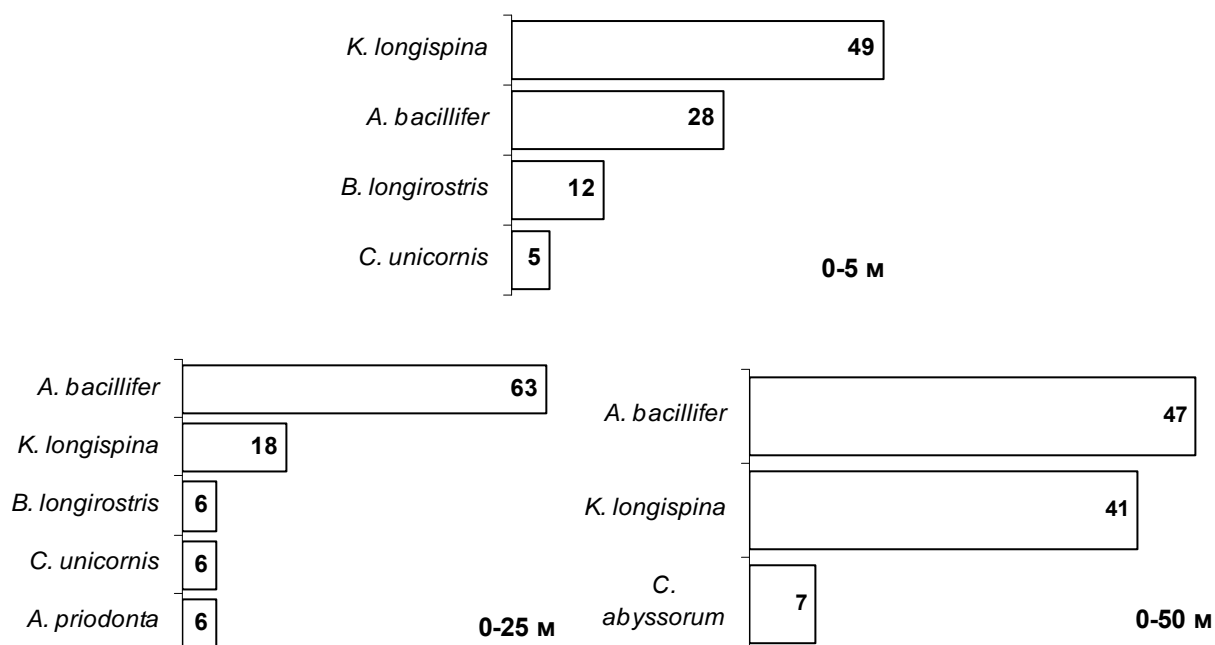 K. longispina 49
A. bacillifer 28
B. longirostris 12
C. unicornis 5
0-5 м
A. bacillifer 63
K. longispina 18
B. longirostris 6
C. unicornis 6
A. priodonta 6
0-25 м
A. bacillifer 47
K. longispina 41
C.
abyssorum 7
0-50 м